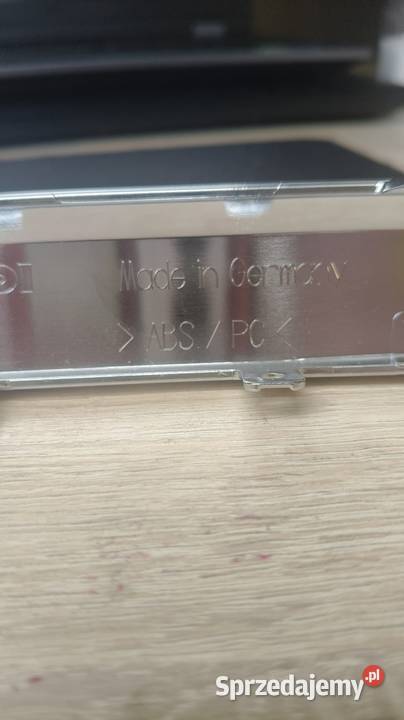 Made in Germany
> ABS / PC <
Sprzedajemy.pl